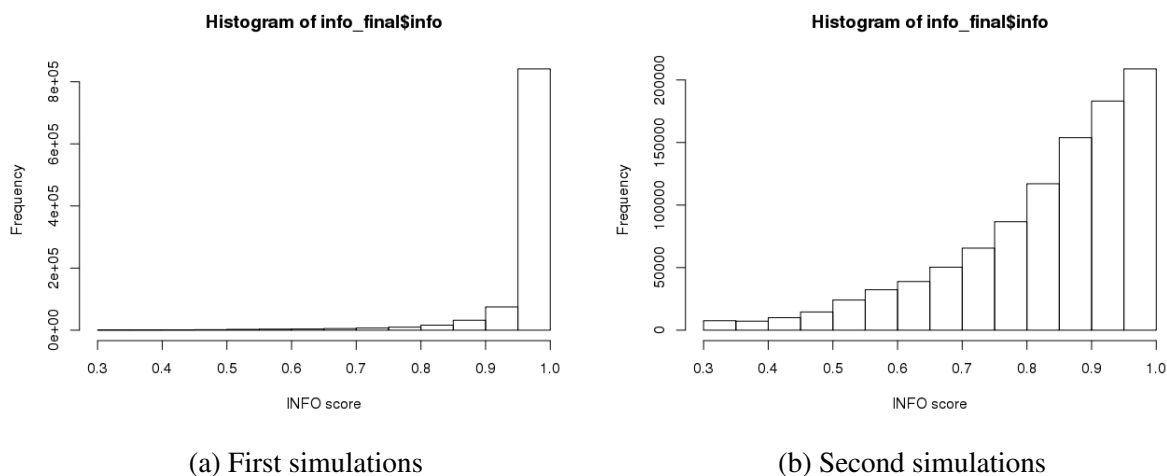 Histogram of info_final$info
Frequency
0e+00 2e+05 4e+05 6e+05 8e+05
0.3 0.4 0.5 0.6 0.7 0.8 0.9 1.0
INFO score
(a) First simulations
Histogram of info_final$info
Frequency
0 50000 100000 150000 200000
0.3 0.4 0.5 0.6 0.7 0.8 0.9 1.0
INFO score
(b) Second simulations